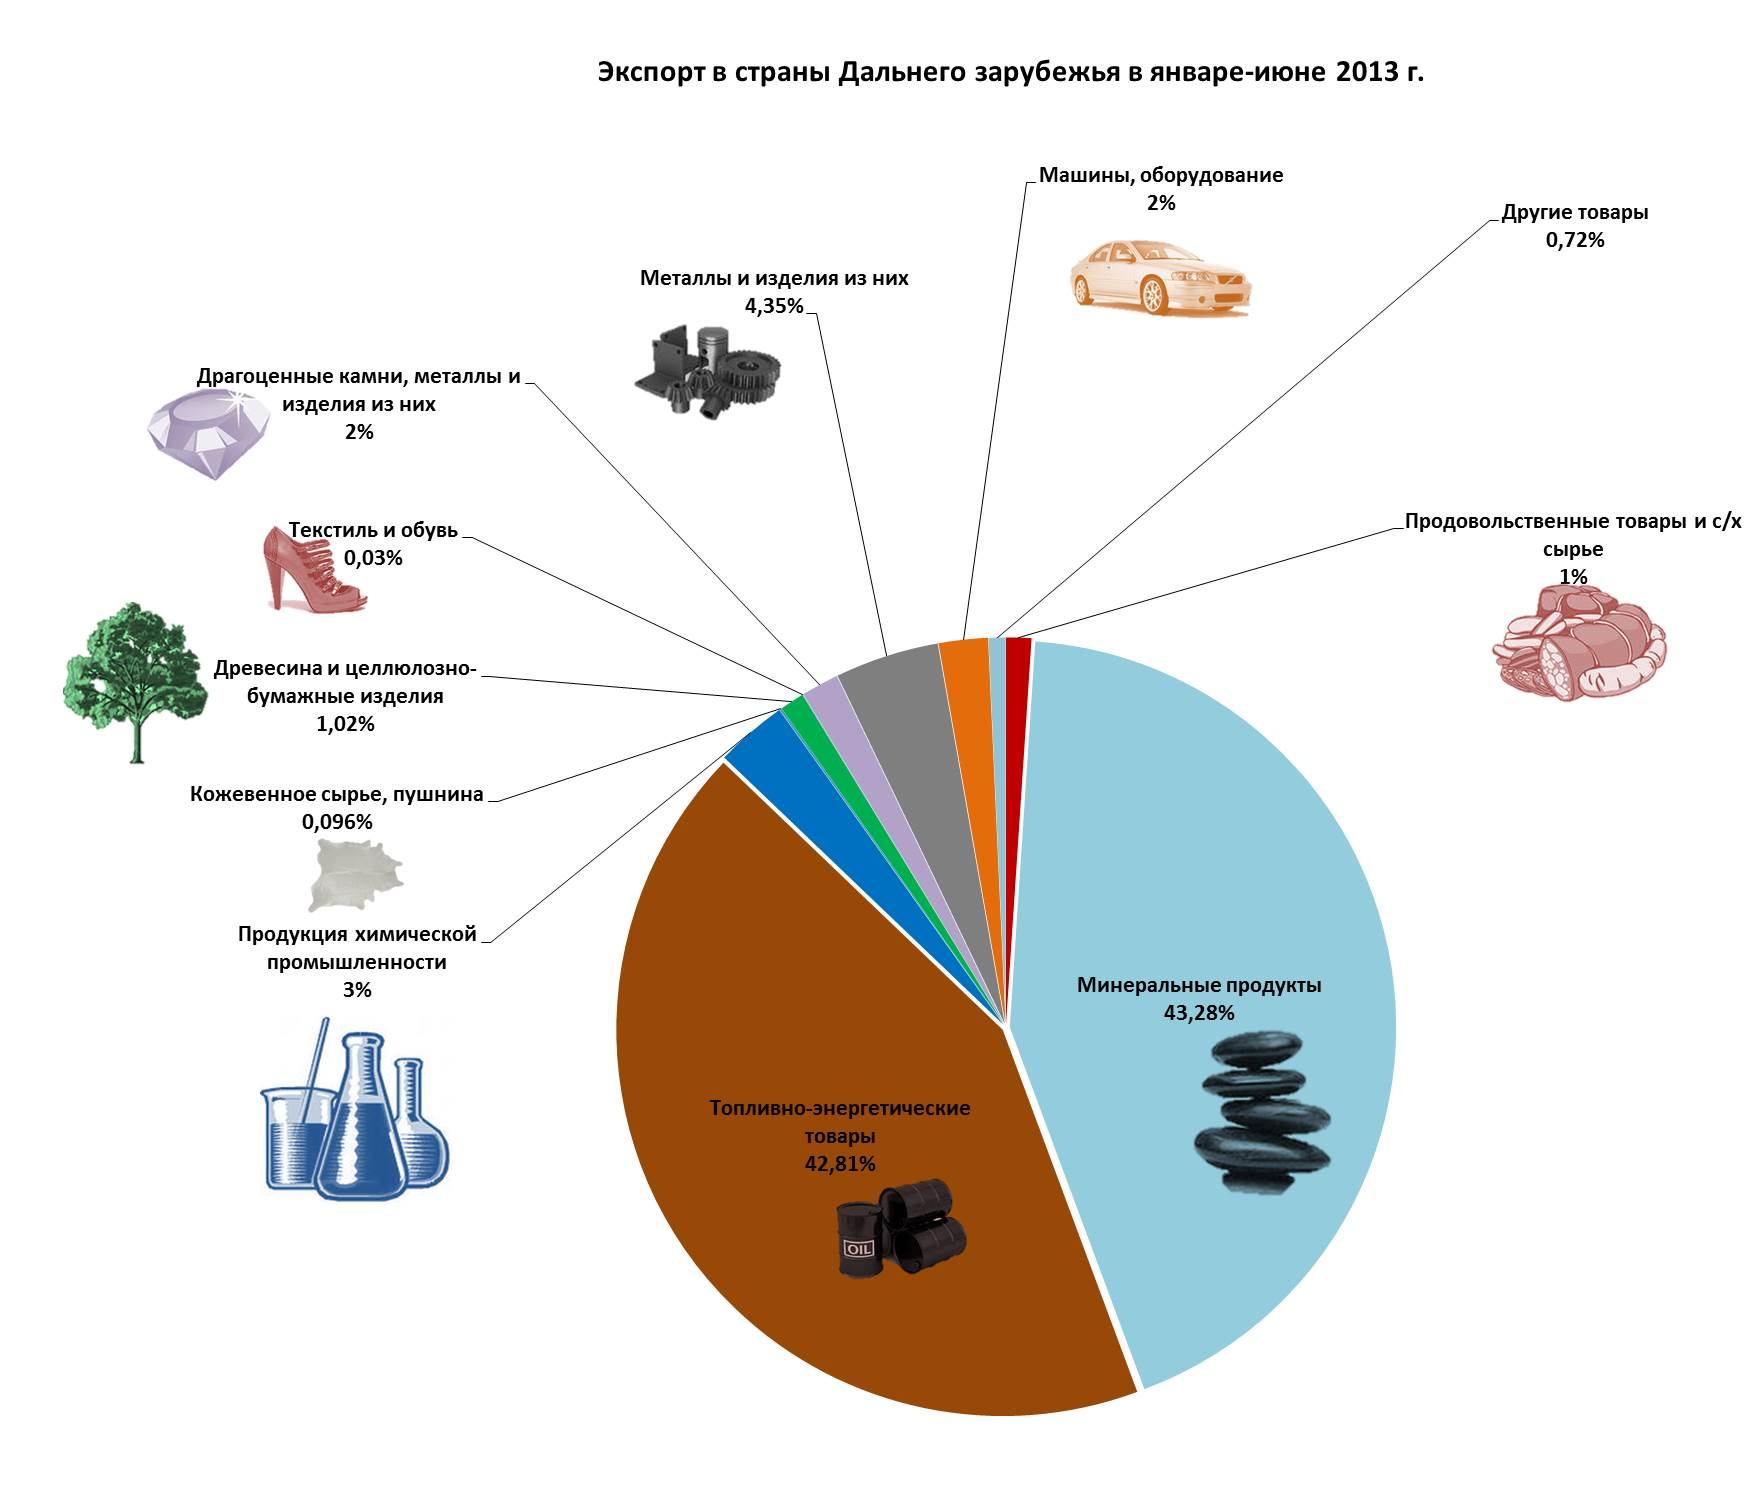 Экспорт в страны Дальнего зарубежья в январе-июне 2013 г.
Машины, оборудование
2%
Другие товары
0,72%
Металлы и изделия из них
4,35%
Драгоценные камни, металлы и
изделия из них
2%
Продовольственные товары и с/х
сырье
1%
Текстиль и обувь
0,03%
Древесина и целлюлозно-
бумажные изделия
1,02%
Кожевенное сырье, пушнина
0,096%
Продукция химической
промышленности
3%
Минеральные продукты
43,28%
Топливно-энергетические
товары
42,81%
OIL